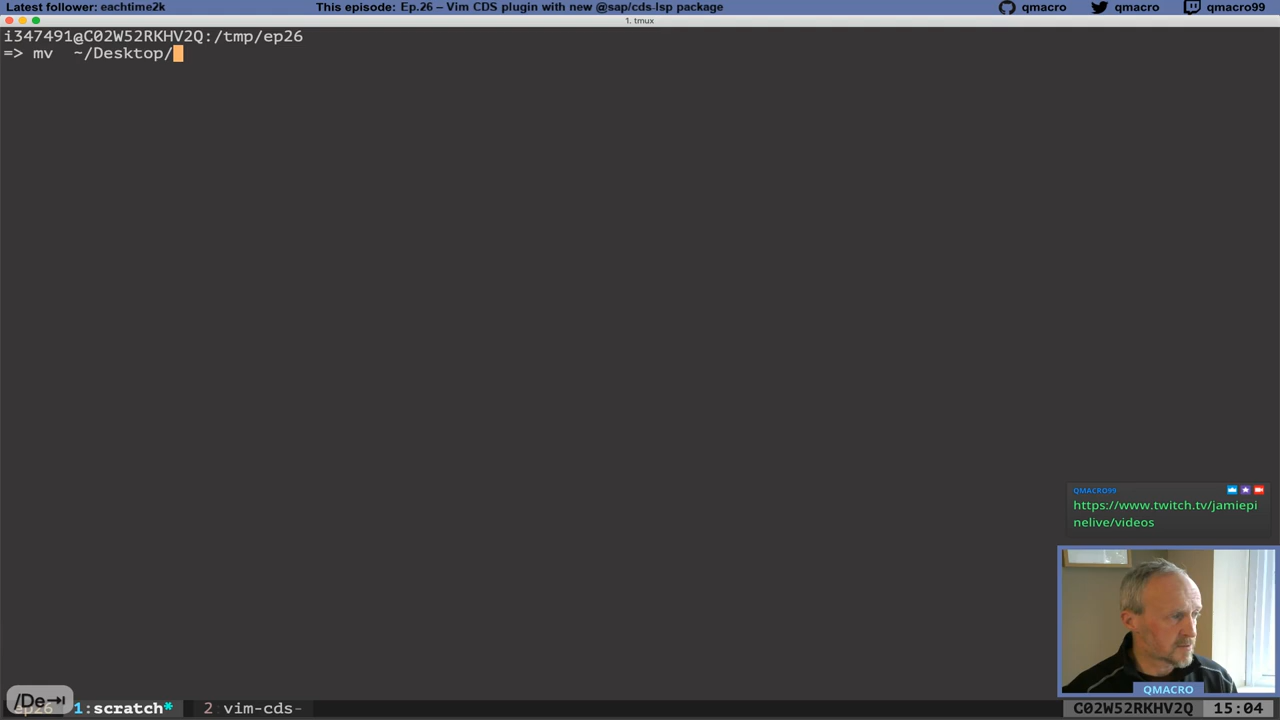 Latest follower: eachtime2k
This episode: Ep.26 – Vim CDS plugin with new @sap/cds-lsp package
qmacro
qmacro
qmacro99
1. tmux
i347491@C02W52RKHV2Q:/tmp/ep26
=> mv  ~/Desktop/
QMACRO99
https://www.twitch.tv/jamiepi
nelive/videos
QMACRO
/De⇥
ep26 1:scratch* 2 vim-cds-
C02W52RKHV2Q 15:04